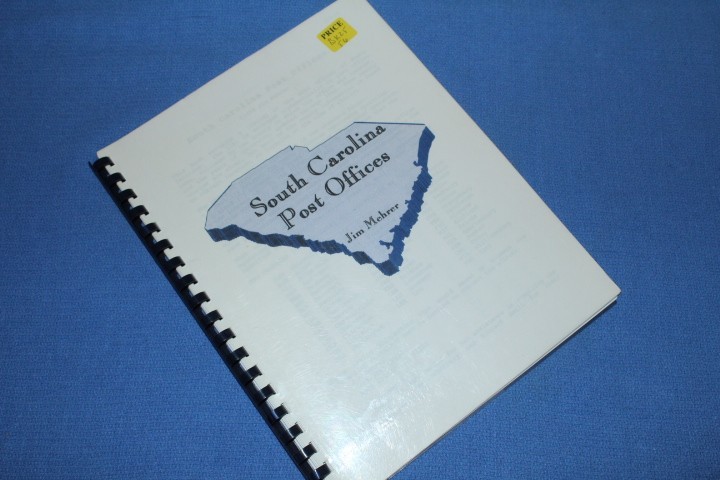 PRICE
South Carolina
Post Offices
Jim Mehrer